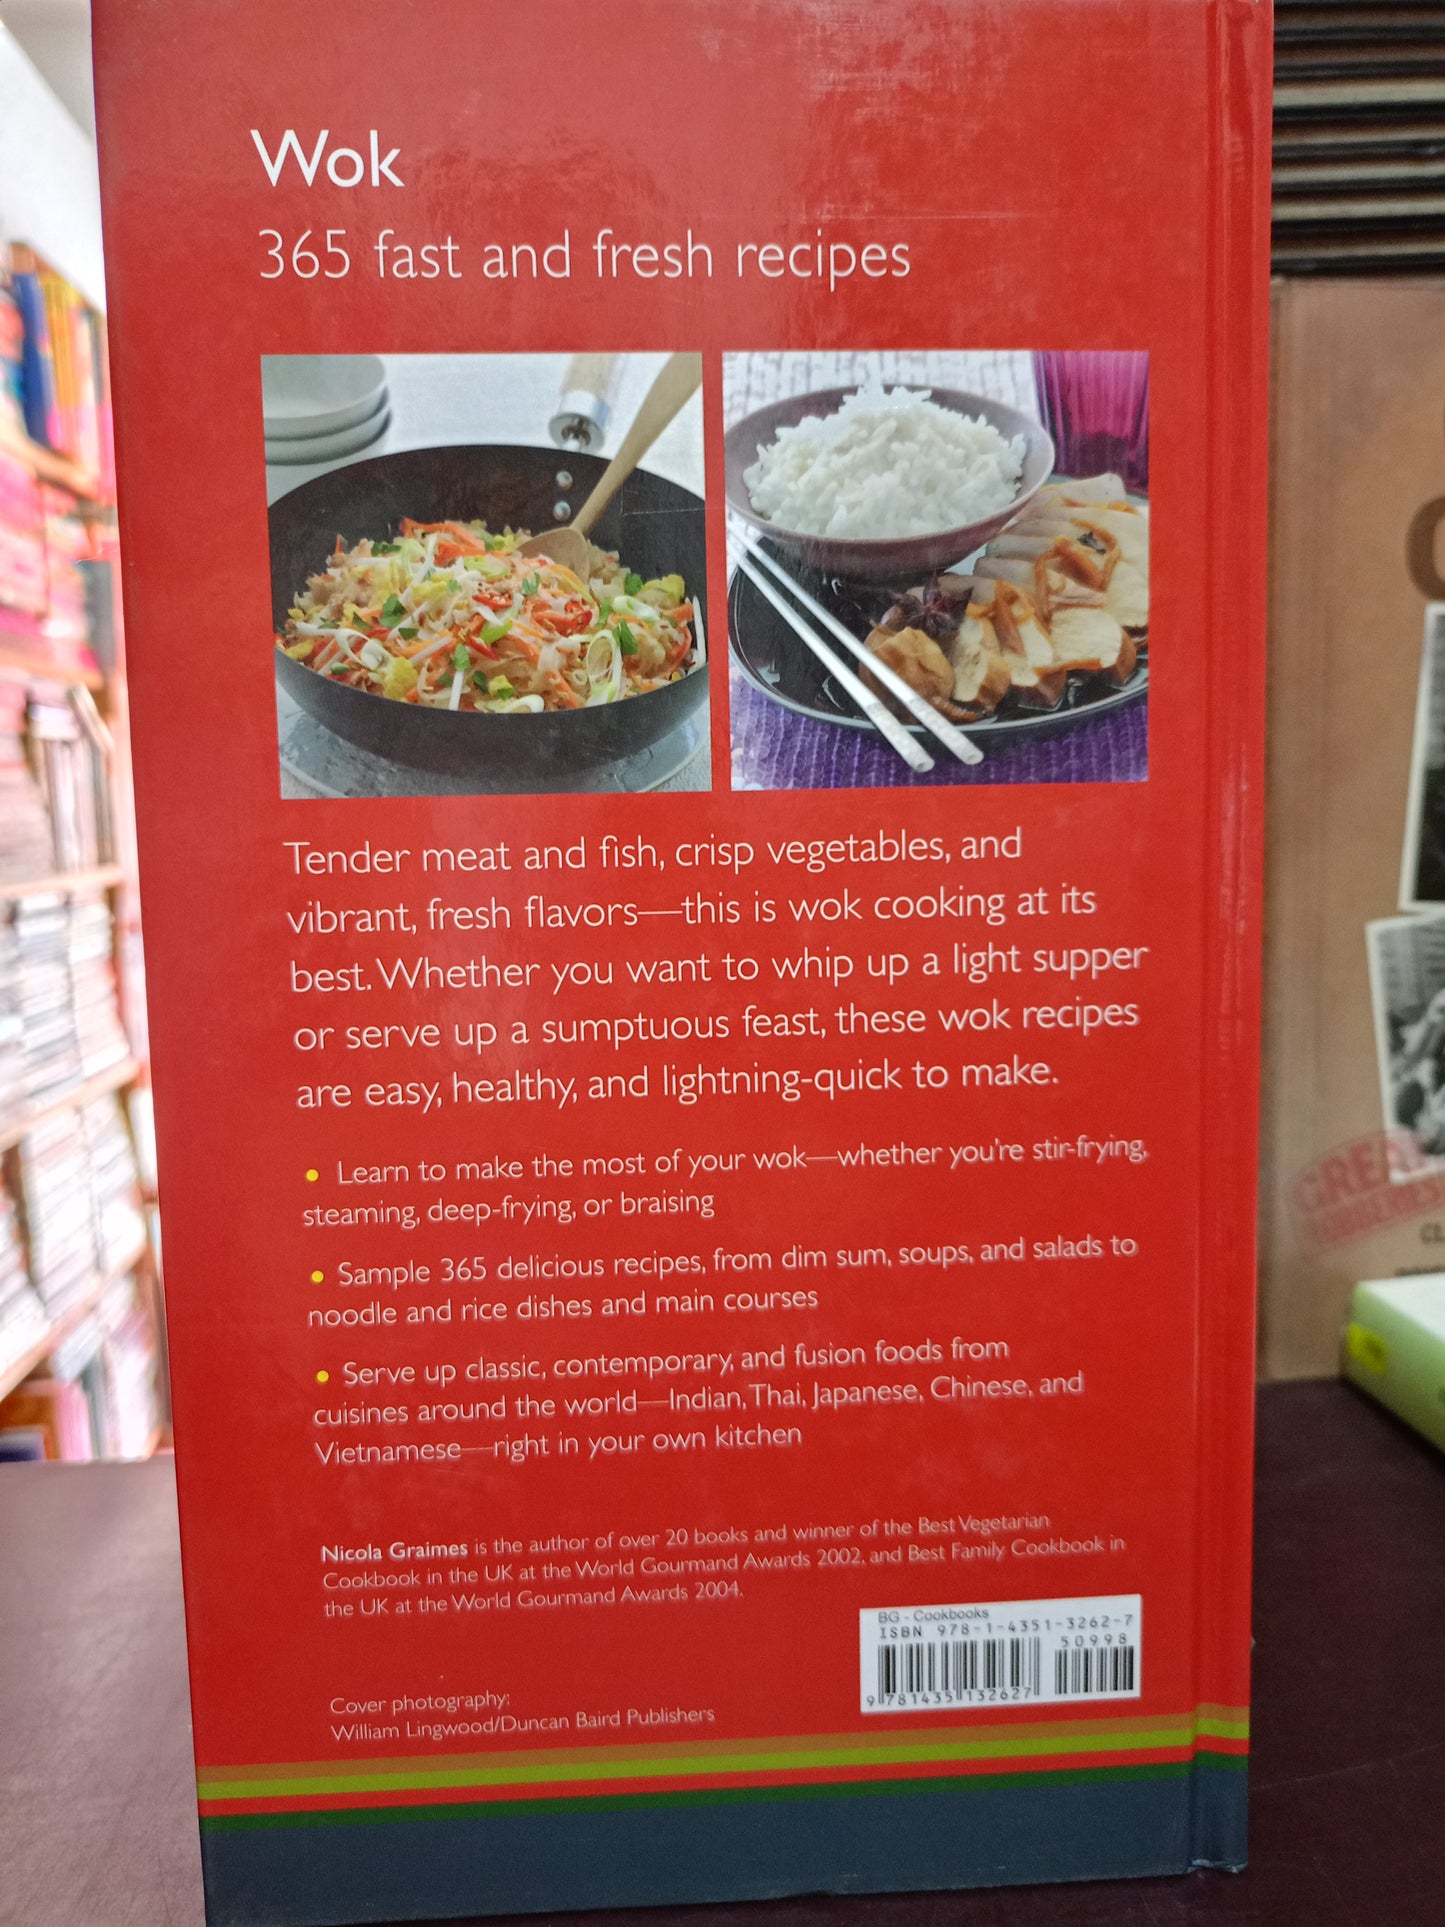 Wok
365 fast and fresh recipes
Tender meat and fish, crisp vegetables, and
vibrant, fresh flavors—this is wok cooking at its
best. Whether you want to whip up a light supper
or serve up a sumptuous feast, these wok recipes
are easy, healthy, and lightning-quick to make.
• Learn to make the most of your wok—whether you're stir-frying,
steaming, deep-frying, or braising
• Sample 365 delicious recipes, from dim sum, soups, and salads to
noodle and rice dishes and main courses
• Serve up classic, contemporary, and fusion foods from
cuisines around the world—Indian, Thai, Japanese, Chinese, and
Vietnamese—right in your own kitchen
Nicola Graimes is the author of over 20 books and winner of the Best Vegetarian
Cookbook in the UK at the World Gourmand Awards 2002, and Best Family Cookbook in
the UK at the World Gourmand Awards 2004.
BG - Cookbooks
ISBN 978-1-4351-3262-7
50998
9 781435 132627
Cover photography:
William Lingwood/Duncan Baird Publishers